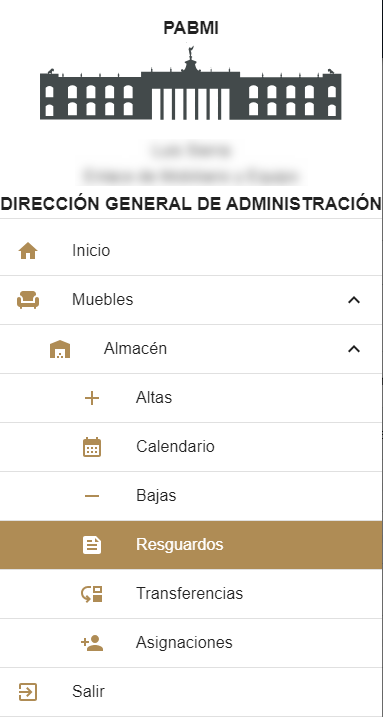 PABMI
DIRECCIÓN GENERAL DE ADMINISTRACIÓN
Inicio
Muebles
Almacén
Altas
Calendario
Bajas
Resguardos
Transferencias
Asignaciones
Salir